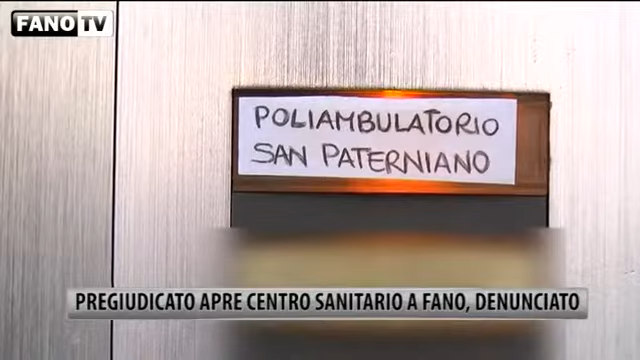 FANO TV
POLIAMBULATORIO
SAN PATERNIANO
PREGIUDICATO APRE CENTRO SANITARIO A FANO, DENUNCIATO